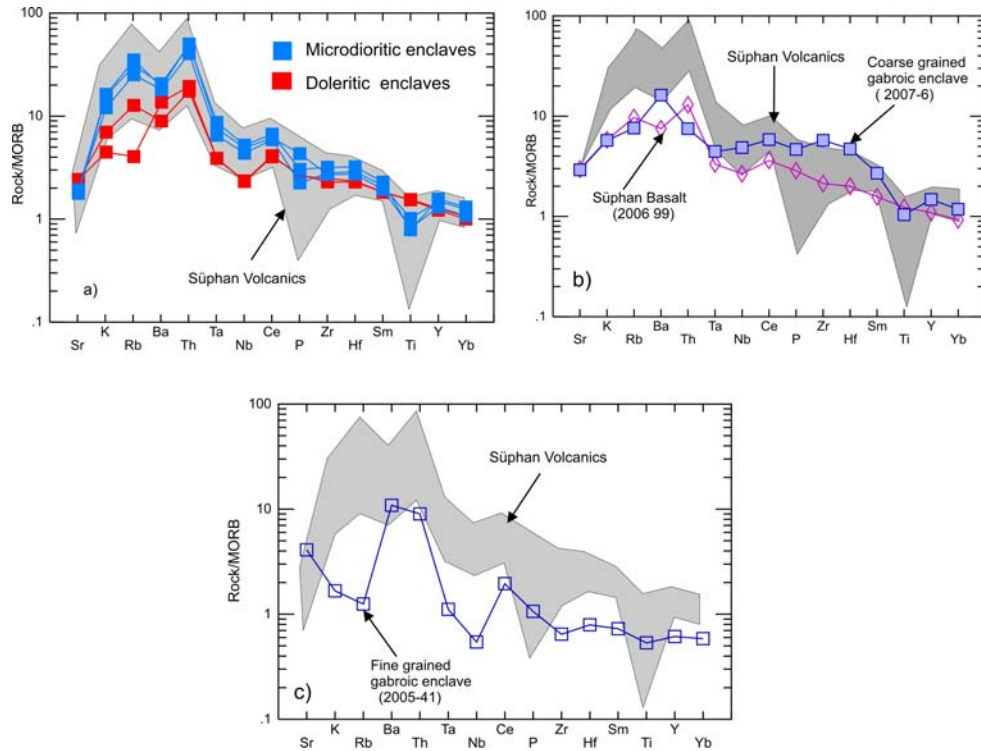 100
10
1
.1
Rock/MORB
Microdioritic enclaves
Doleritic enclaves
Süphan Volcanics
a)
K Ba Ta Ce Zr Sm Y
Sr Rb Th Nb P Hf Ti Yb
100
10
1
.1
Rock/MORB
Süphan Volcanics
Coarse grained
gabroic enclave
( 2007-6)
Süphan Basalt
(2006 99)
b)
K Ba Ta Ce Zr Sm Y
Sr Rb Th Nb P Hf Ti Yb
100
10
1
.1
Rock/MORB
Süphan Volcanics
Fine grained
gabroic enclave
(2005-41)
c)
K Ba Ta Ce Zr Sm Y
Sr Rb Th Nb P Hf Ti Yb